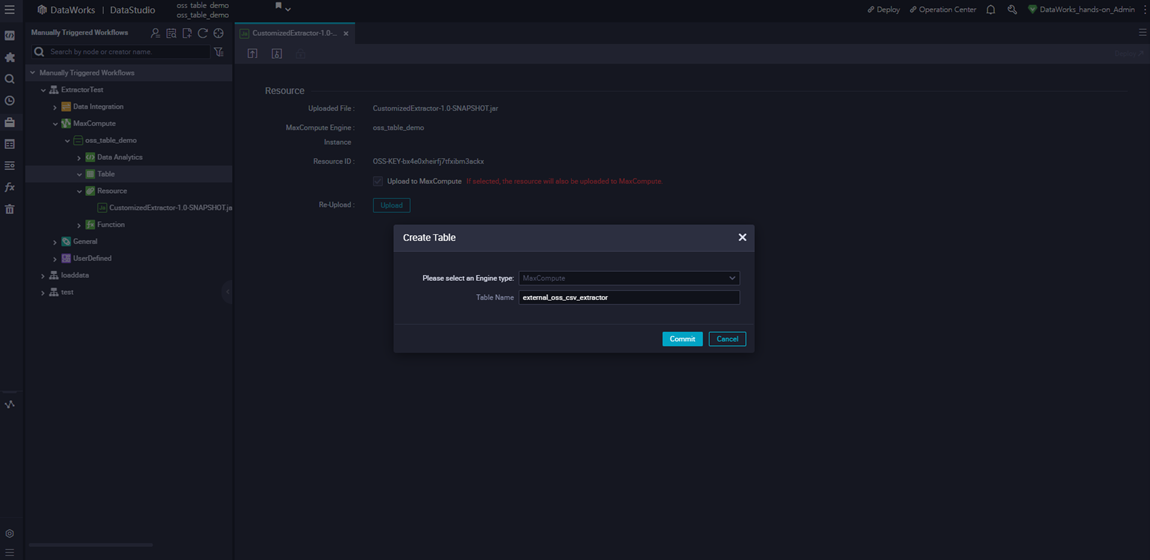 DataWorks | DataStudio
oss_table_demo
oss_table_demo
Deploy
Operation Center
DataWorks_hands-on_Admin
Manually Triggered Workflows
Search by node or creator name.
Manually Triggered Workflows
ExtractorTest
Data Integration
MaxCompute
oss_table_demo
Data Analytics
Table
Resource
CustomizedExtractor-1.0-SNAPSHOT.ja
Function
General
UserDefined
loaddata
test
CustomizedExtractor-1.0-...
Resource
Uploaded File :
CustomizedExtractor-1.0-SNAPSHOT.jar
MaxCompute Engine :
Instance
oss_table_demo
Resource ID :
OSS-KEY-bx4e0xheirfj7tfxibm3ackx
Upload to MaxCompute
If selected, the resource will also be uploaded to MaxCompute
Re-Upload :
Upload
Create Table
Please select an Engine type:
MaxCompute
Table Name
external_oss_csv_extractor
Commit
Cancel